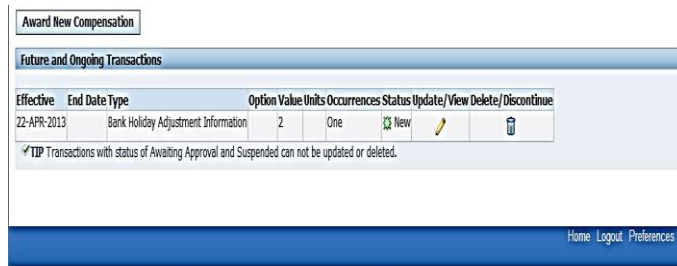 Award New Compensation
Future and Ongoing Transactions
Effective End Date Type Option Value Units Occurrences Status Update/View Delete/Discontinue
22-APR-2013 Bank Holiday Adjustment Information 2 One New
TIP Transactions with status of Awaiting Approval and Suspended can not be updated or deleted.
Home Logout Preferences